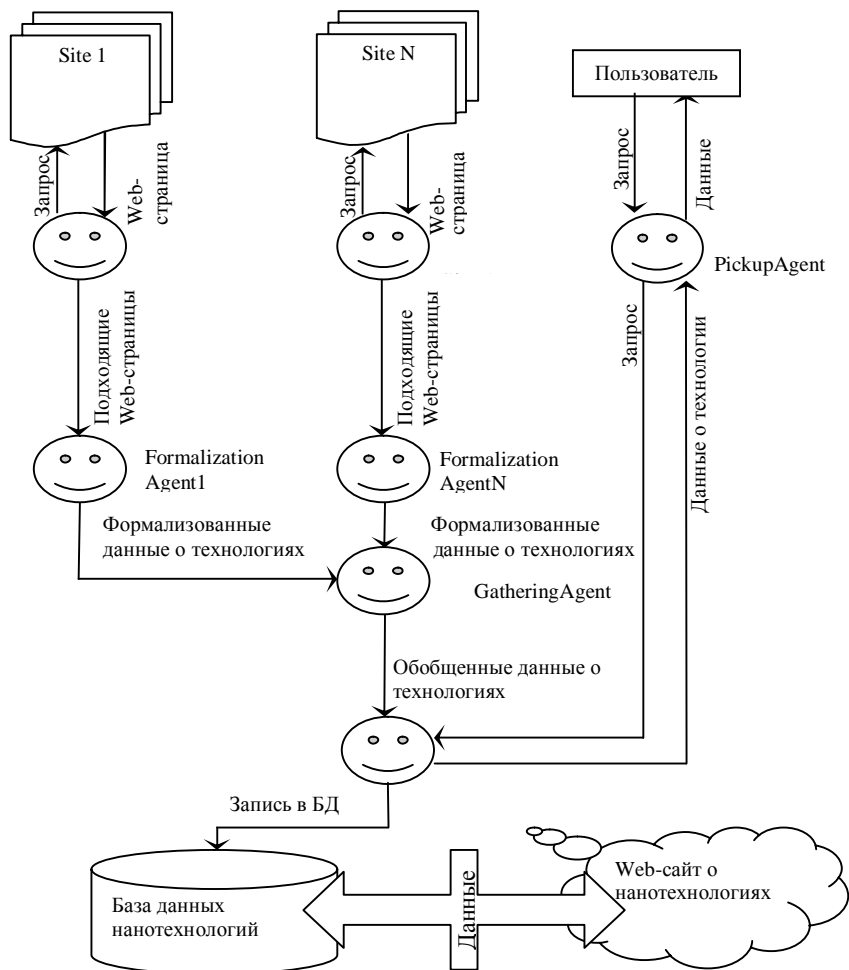 Site 1
Site N
Пользователь
Запрос
Web-
страница
Запрос
Web-
страница
Запрос
Данные
PickupAgent
Подходящие
Web-страницы
Подходящие
Web-страницы
Запрос
Данные о технологии
Formalization
Agent1
Formalization
AgentN
Формализованные
данные о технологиях
Формализованные
данные о технологиях
GatheringAgent
Обобщенные данные о
технологиях
Запись в БД
База данных
нанотехнологий
Данные
Web-сайт о
нанотехнологиях